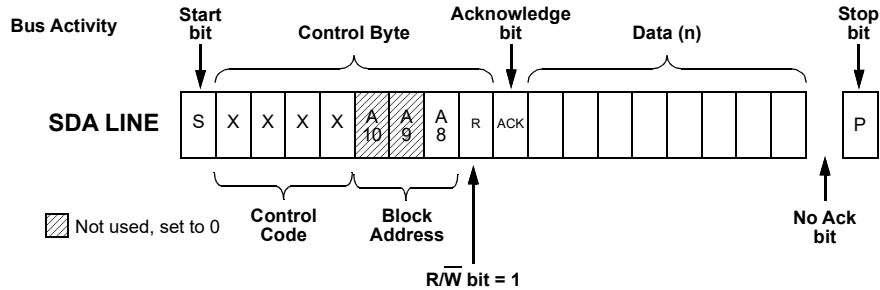 Bus Activity
Start
bit
Control Byte
Acknowledge
bit
Data (n)
Stop
bit
SDA LINE
S
X
X
X
X
A
10
A
9
A
8
R
ACK
P
Not used, set to 0
Control
Code
Block
Address
No Ack
bit
R/W̅ bit = 1